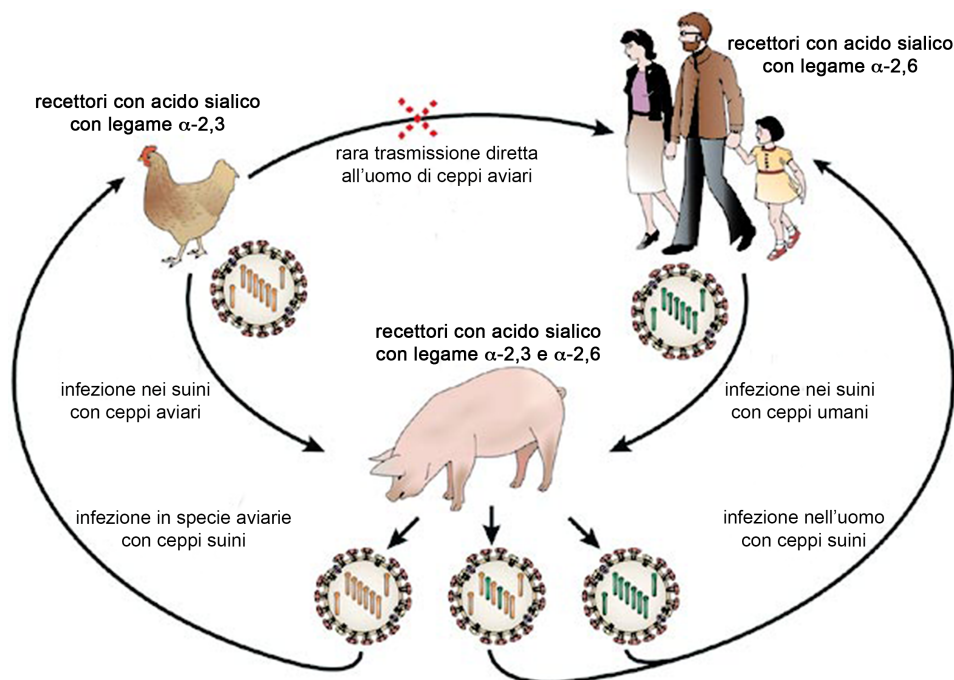 recettori con acido sialico
con legame α-2,6
recettori con acido sialico
con legame α-2,3
rara trasmissione diretta
all'uomo di ceppi aviari
recettori con acido sialico
con legame α-2,3 e α-2,6
infezione nei suini
con ceppi aviari
infezione nei suini
con ceppi umani
infezione in specie aviarie
con ceppi suini
infezione nell'uomo
con ceppi suini